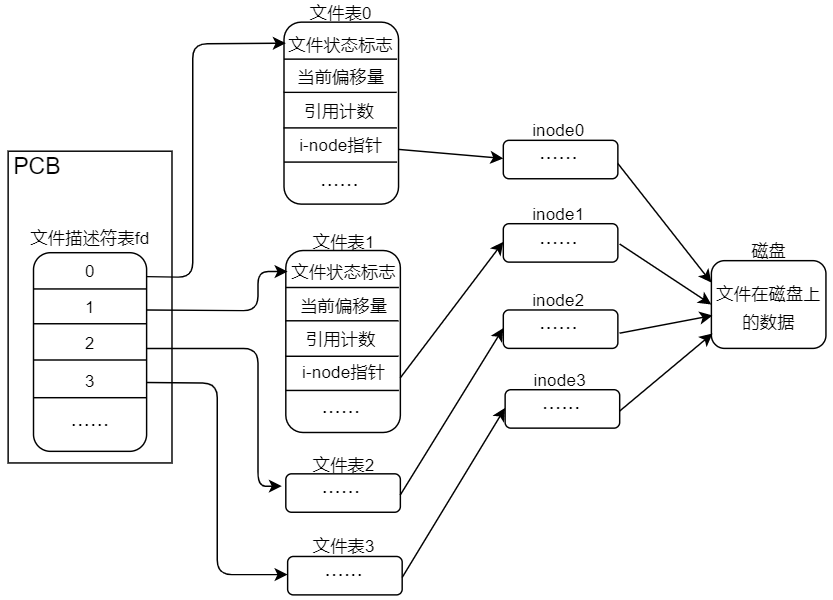 PCB
文件描述符表fd
0
1
2
3
……
文件表0
文件状态标志
当前偏移量
引用计数
i-node指针
……
文件表1
文件状态标志
当前偏移量
引用计数
i-node指针
……
文件表2
……
文件表3
……
inode0
……
inode1
……
inode2
……
inode3
……
磁盘
文件在磁盘上
的数据